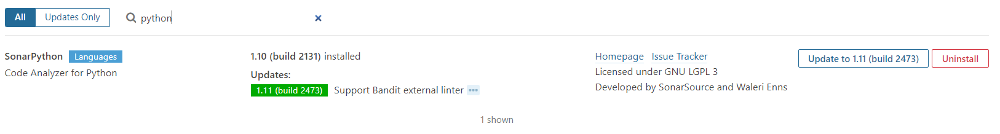 All Updates Only python
SonarPython Languages 1.10 (build 2131) installed Homepage Issue Tracker Update to 1.11 (build 2473) Uninstall
Code Analyzer for Python Updates: Licensed under GNU LGPL 3
1.11 (build 2473) Support Bandit external linter ••• Developed by SonarSource and Waleri Enns
1 shown